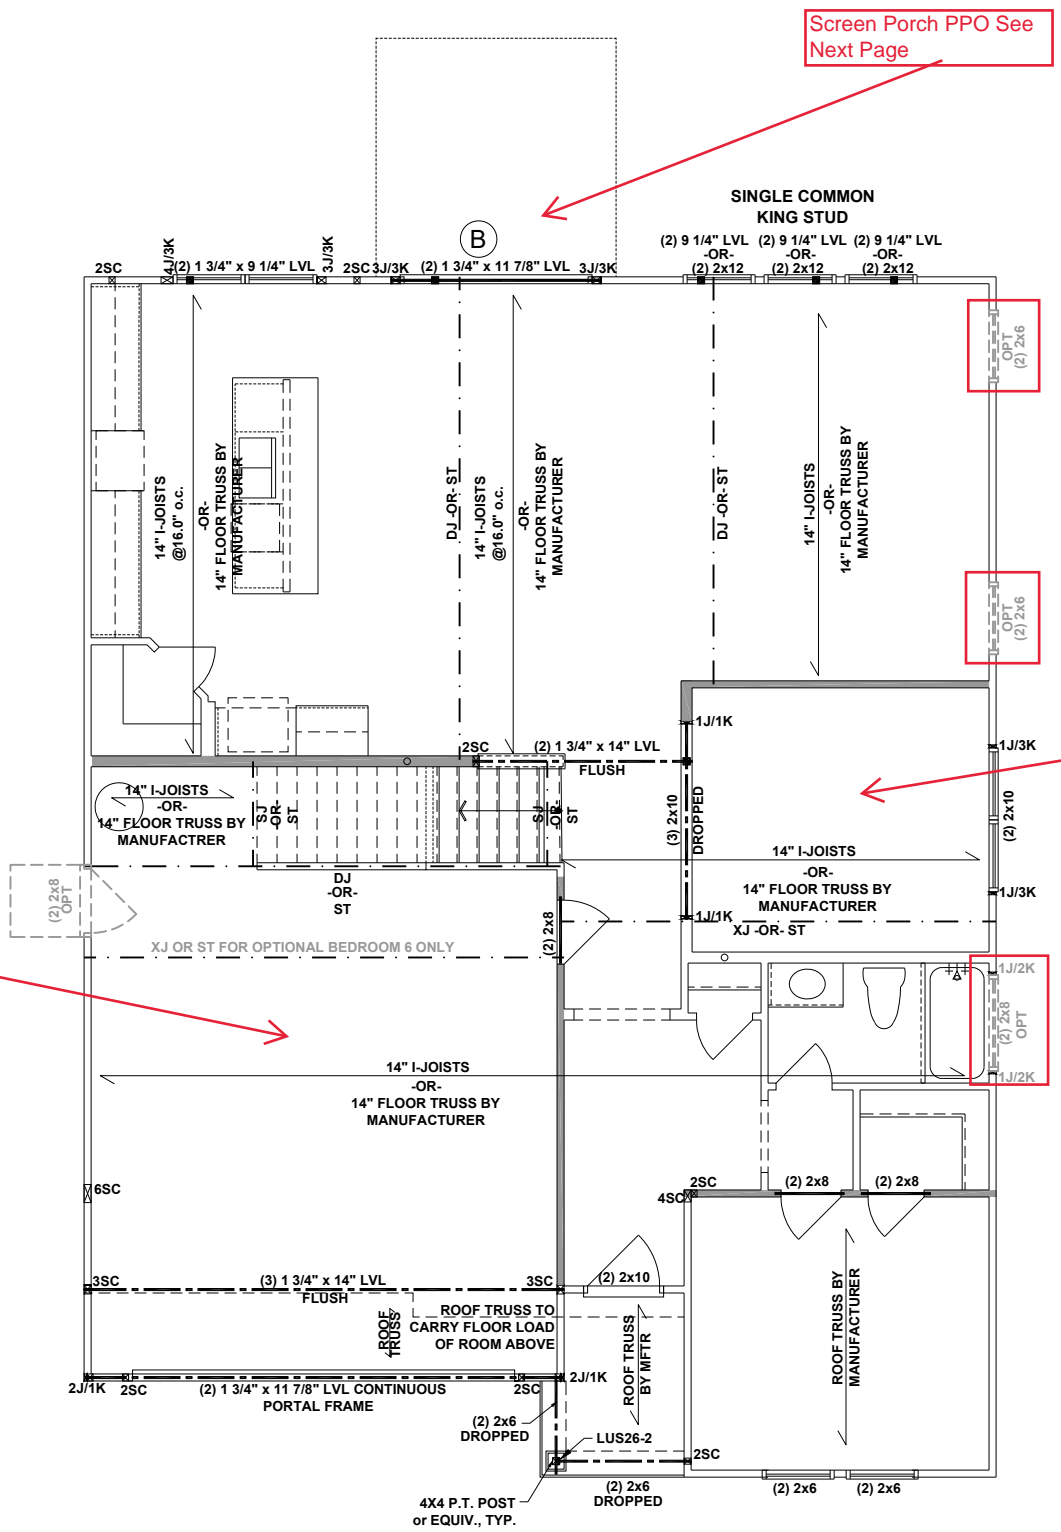 Screen Porch PPO See
Next Page
SINGLE COMMON
KING STUD
B
2SC
4J/3K
(2) 1 3/4" x 9 1/4" LVL
3J/3K
2SC
3J/3K
(2) 1 3/4" x 11 7/8" LVL
3J/3K
(2) 9 1/4" LVL
-OR-
(2) 2x12
(2) 9 1/4" LVL
-OR-
(2) 2x12
(2) 9 1/4" LVL
-OR-
(2) 2x12
OPT
(2) 2x6
14" I-JOISTS
@16.0" o.c.
-OR-
14" FLOOR TRUSS BY
MANUFACTURER
DJ -OR- ST
14" I-JOISTS
@16.0" o.c.
-OR-
14" FLOOR TRUSS BY
MANUFACTURER
DJ -OR- ST
14" I-JOISTS
-OR-
14" FLOOR TRUSS BY
MANUFACTURER
OPT
(2) 2x6
1J/1K
2SC
(2) 1 3/4" x 14" LVL
FLUSH
1J/3K
(3) 2x10
DROPPED
(2) 2x10
14" I-JOISTS
-OR-
14" FLOOR TRUSS BY
MANUFACTRER
SJ
-OR-
ST
SJ
-OR-
ST
14" I-JOISTS
-OR-
14" FLOOR TRUSS BY
MANUFACTURER
1J/3K
(2) 2x8
OPT
DJ
-OR-
ST
1J/1K
XJ -OR- ST
(2) 2x8
XJ OR ST FOR OPTIONAL BEDROOM 6 ONLY
1J/2K
(2) 2x8
OPT
1J/2K
14" I-JOISTS
-OR-
14" FLOOR TRUSS BY
MANUFACTURER
6SC
2SC
4SC
(2) 2x8
(2) 2x8
3SC
(3) 1 3/4" x 14" LVL
FLUSH
3SC
(2) 2x10
ROOF
TRUSS
ROOF TRUSS TO
CARRY FLOOR LOAD
OF ROOM ABOVE
ROOF TRUSS
BY MFTR
ROOF TRUSS BY
MANUFACTURER
2J/1K
2SC
(2) 1 3/4" x 11 7/8" LVL CONTINUOUS
PORTAL FRAME
2SC
2J/1K
(2) 2x6
DROPPED
LUS26-2
2SC
(2) 2x6
DROPPED
(2) 2x6
(2) 2x6
4X4 P.T. POST
or EQUIV., TYP.